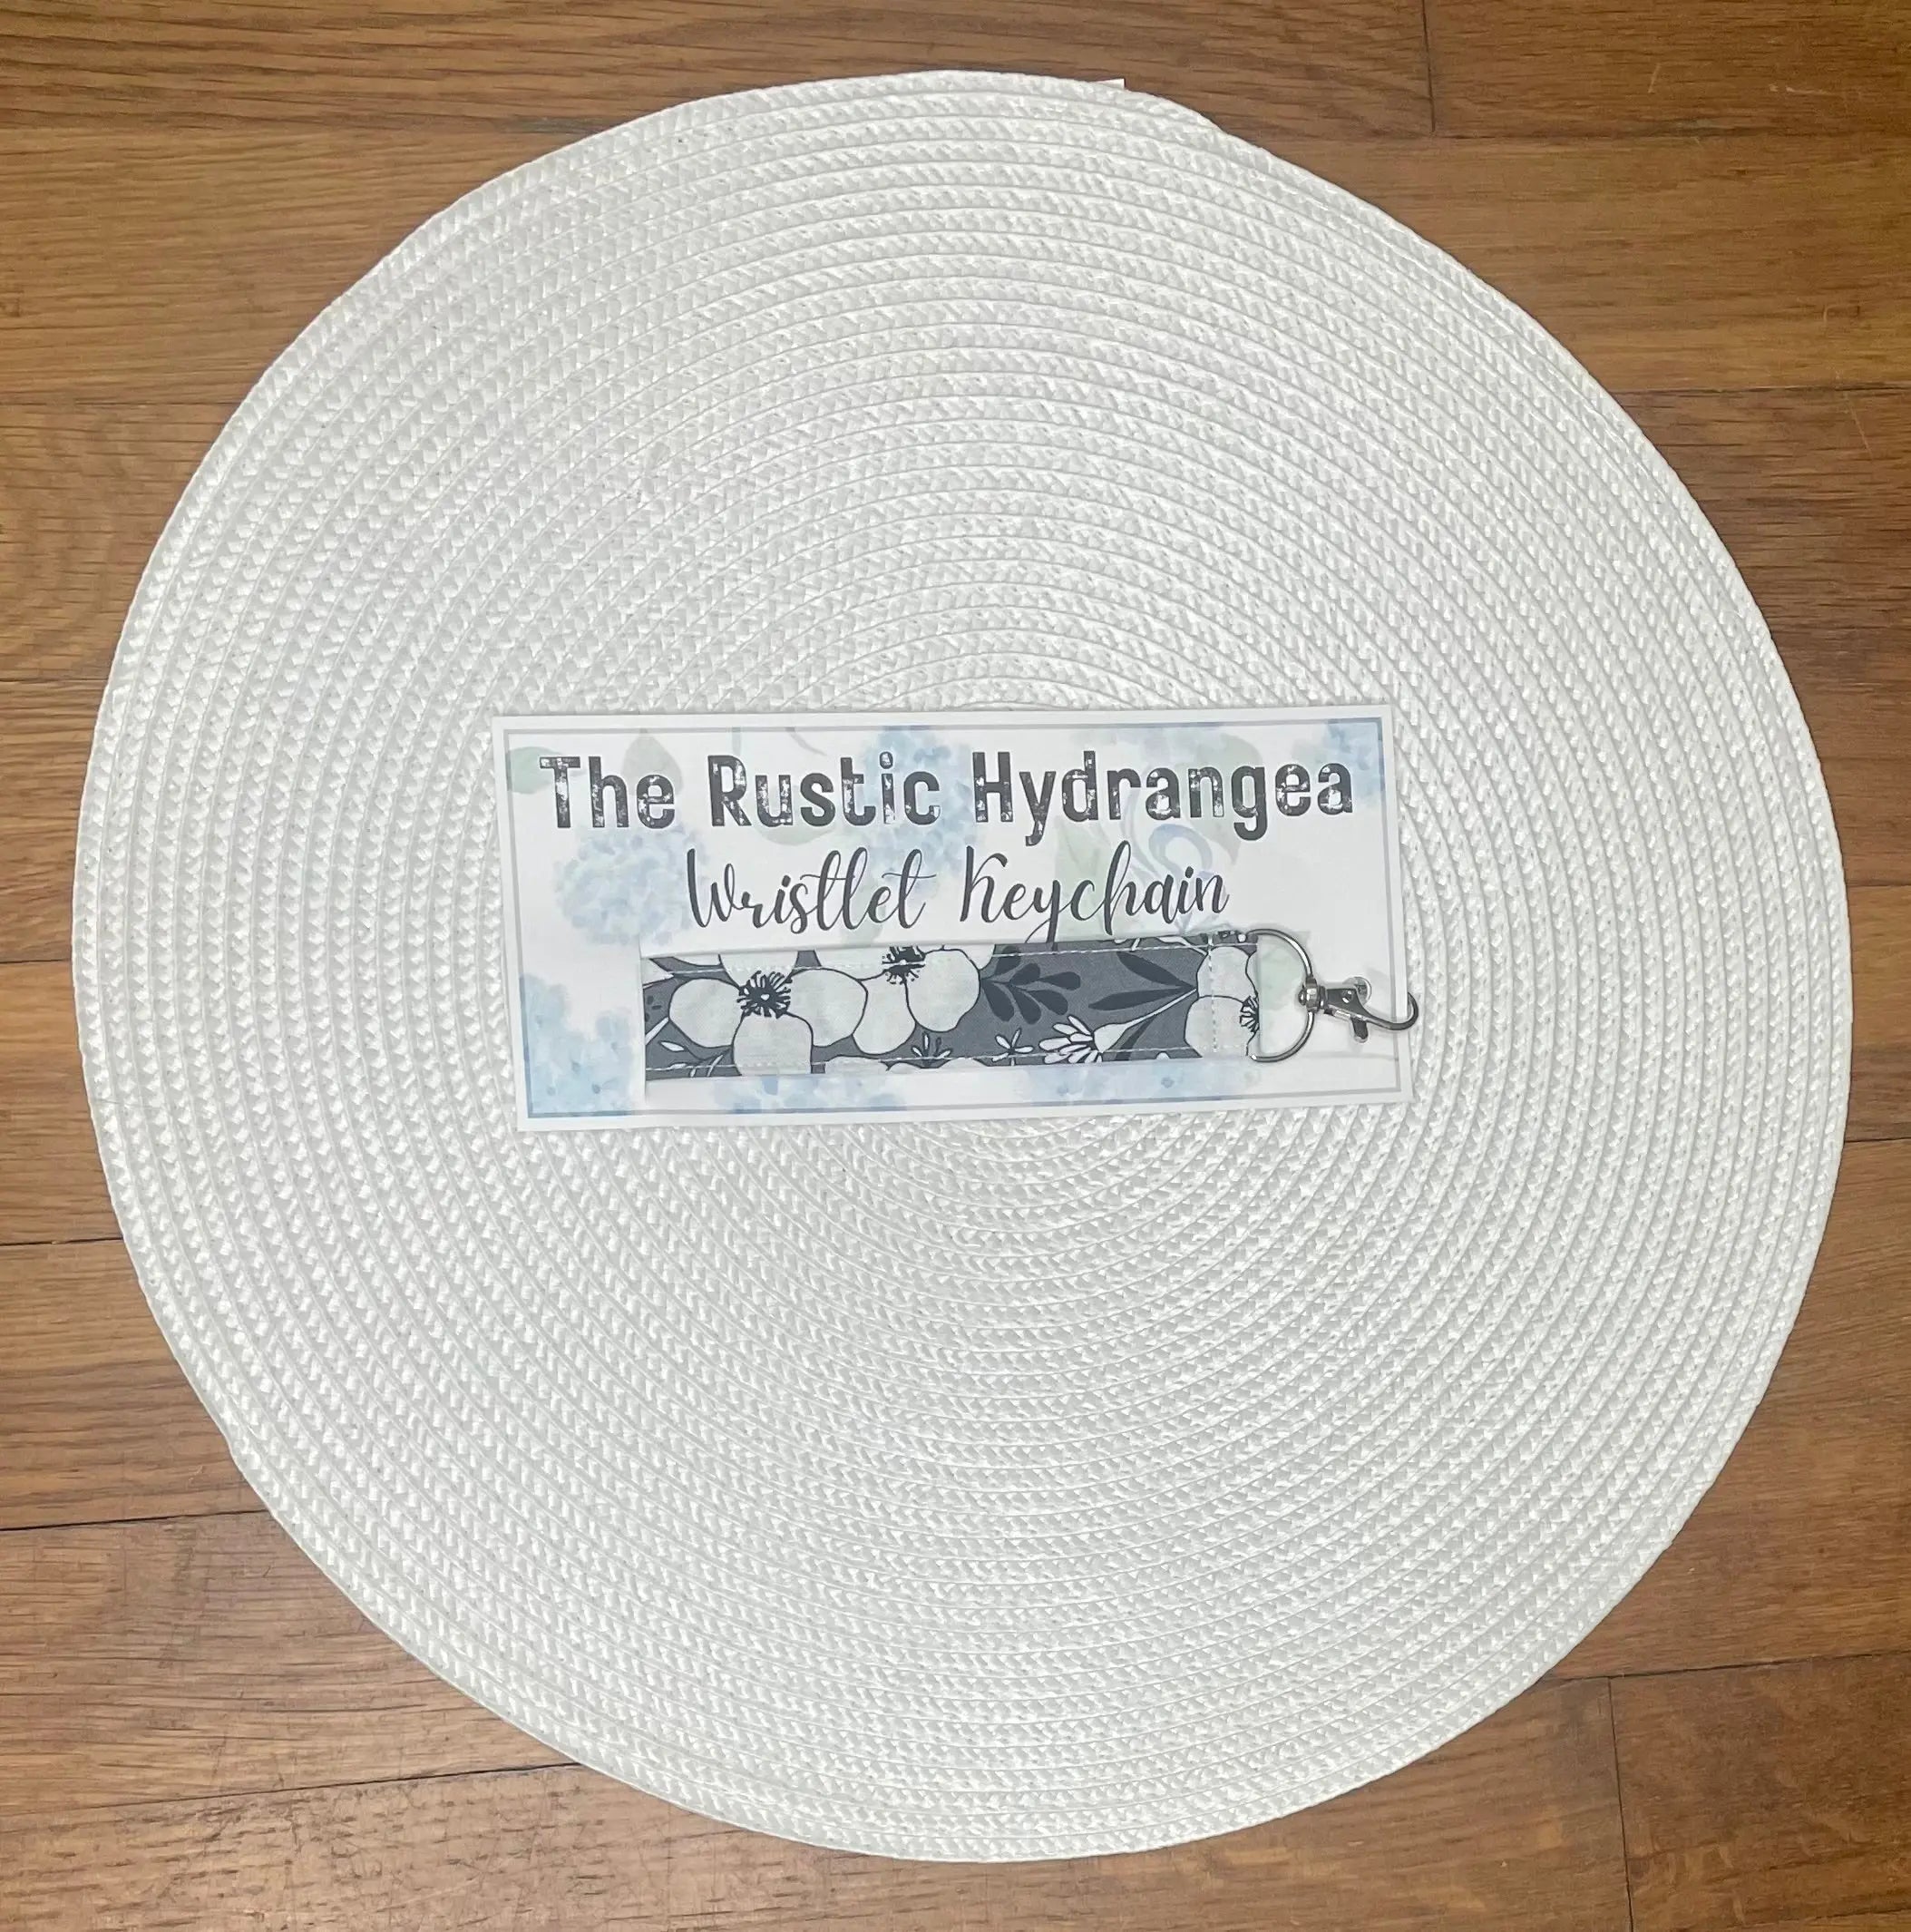 The Rustic Hydrangea
Wristlet Keychain